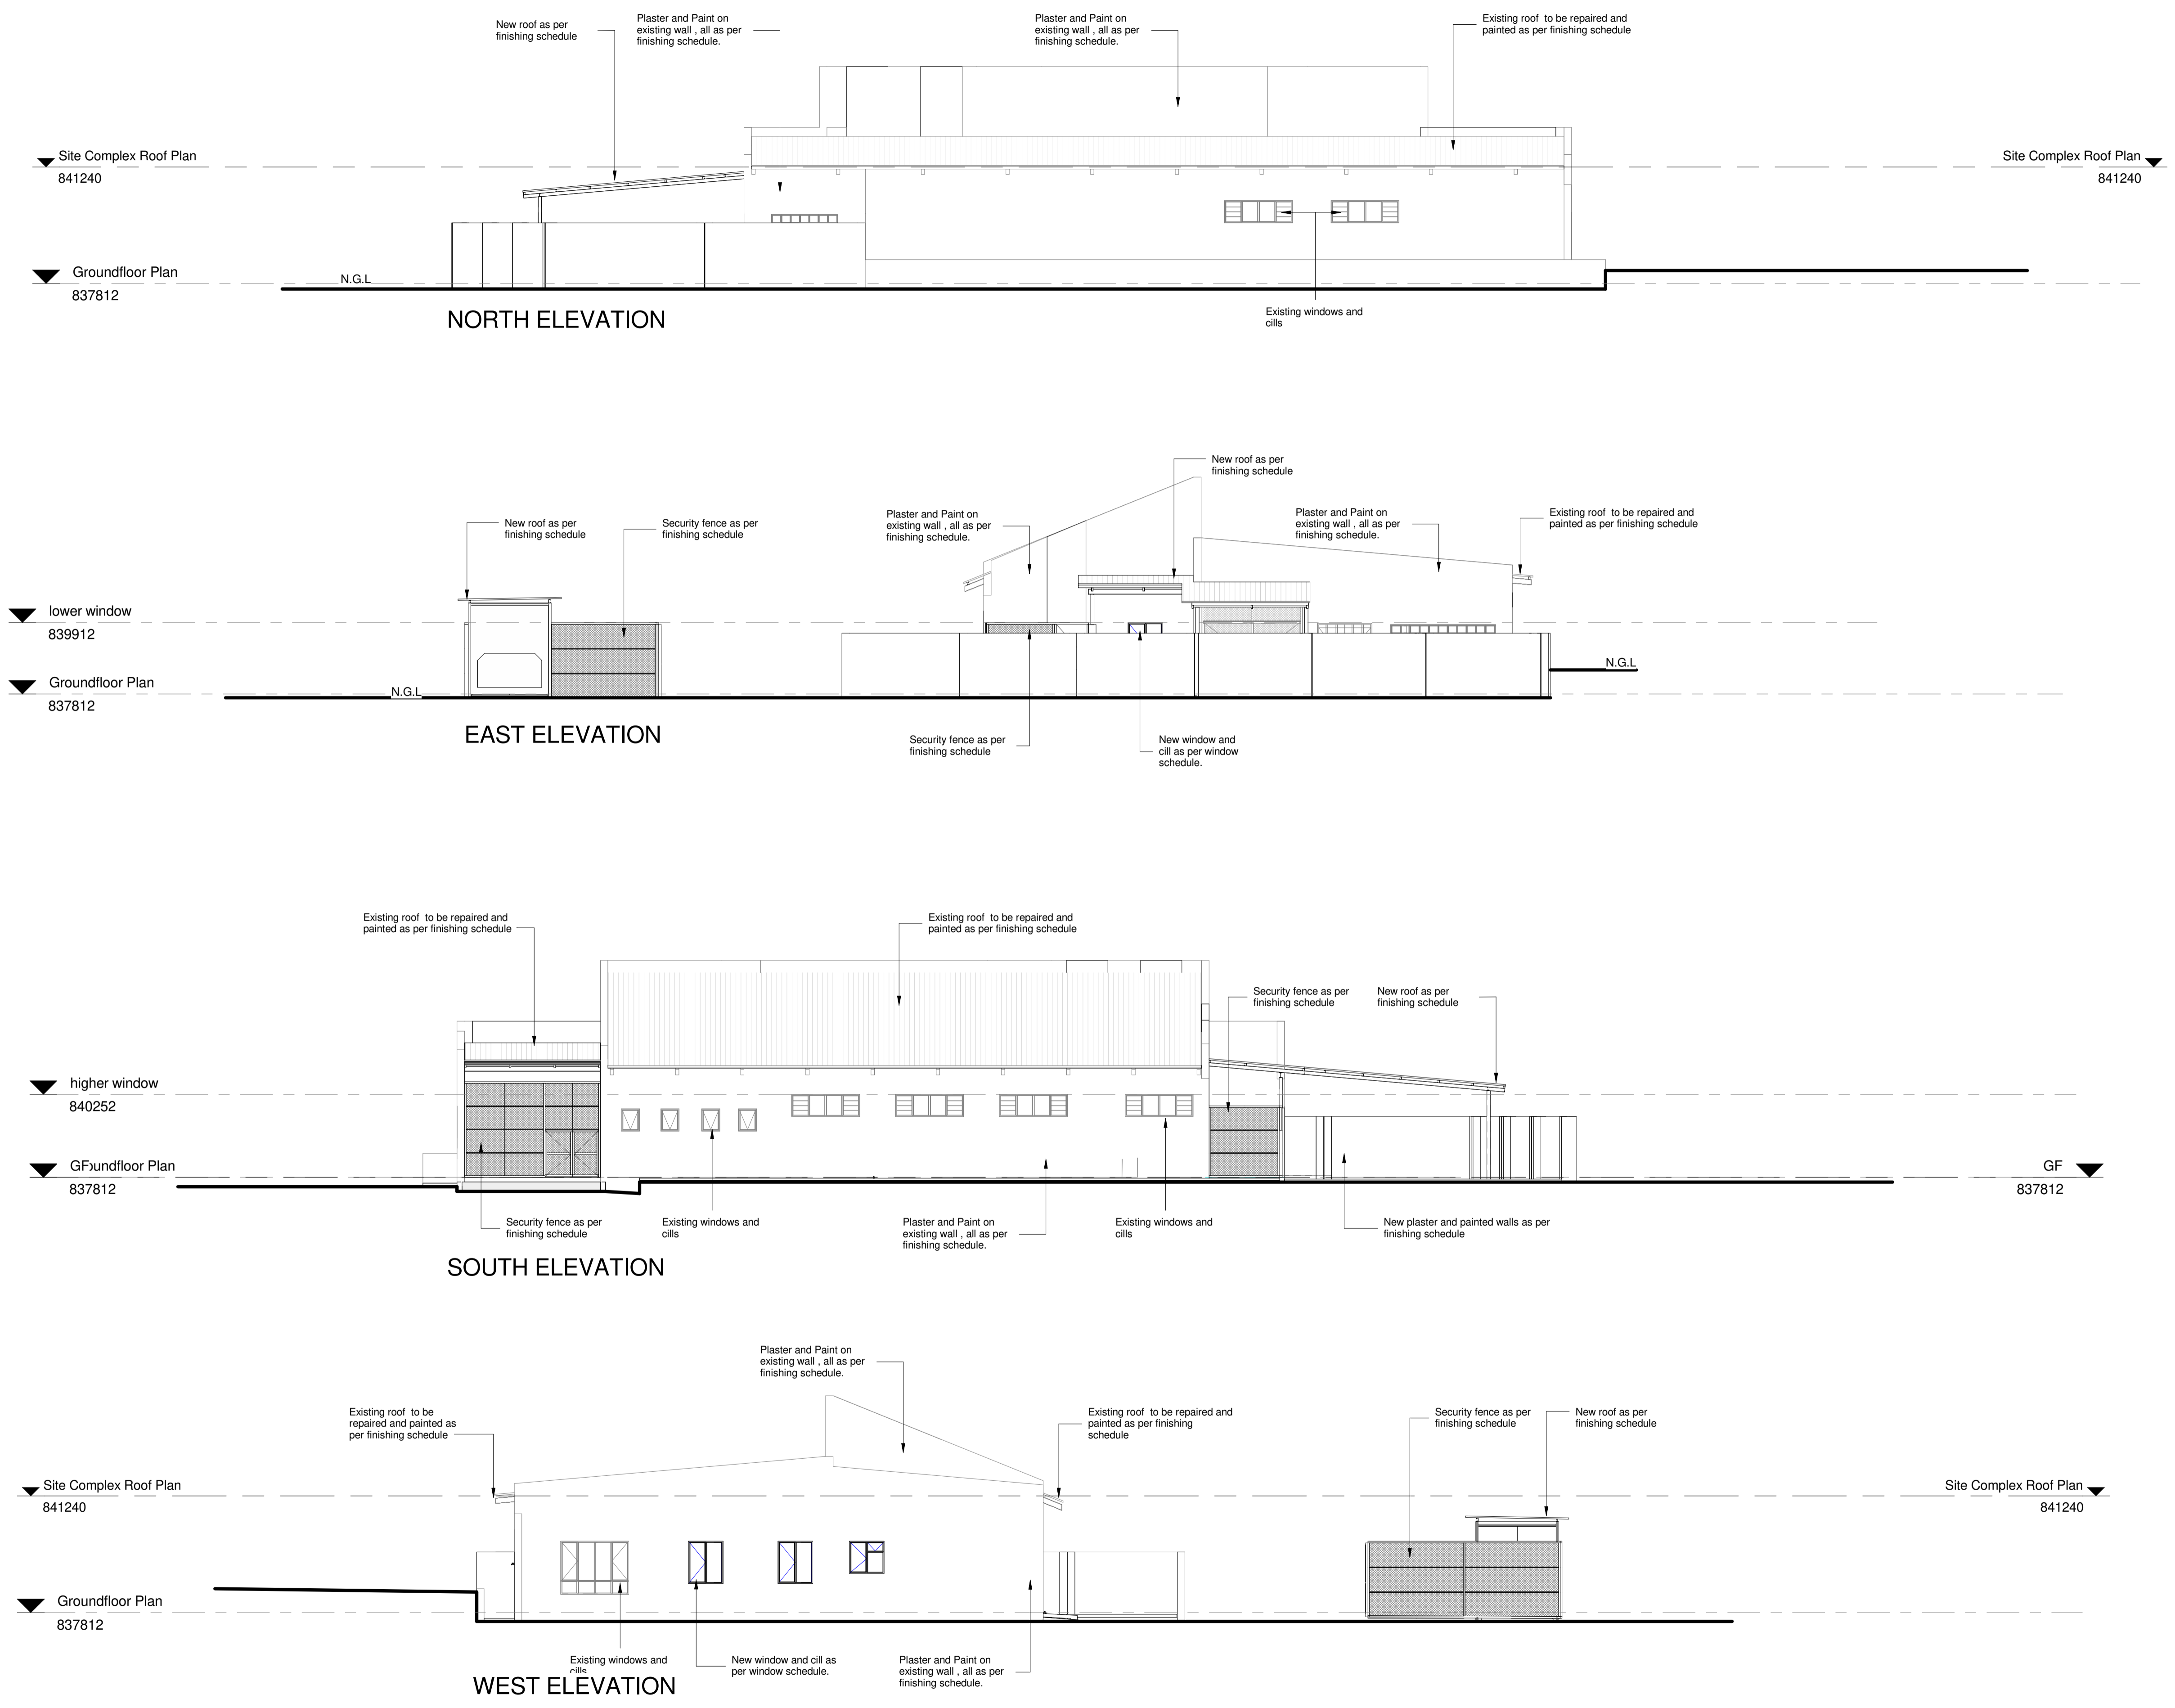 New roof as per
finishing schedule
Plaster and Paint on
existing wall , all as per
finishing schedule.
Plaster and Paint on
existing wall , all as per
finishing schedule.
Existing roof  to be repaired and
painted as per finishing schedule
Site Complex Roof Plan
841240
Site Complex Roof Plan
841240
Groundfloor Plan
837812
N.G.L
Existing windows and
cills
NORTH ELEVATION
New roof as per
finishing schedule
New roof as per
finishing schedule
Security fence as per
finishing schedule
Plaster and Paint on
existing wall , all as per
finishing schedule.
Plaster and Paint on
existing wall , all as per
finishing schedule.
Existing roof  to be repaired and
painted as per finishing schedule
lower window
839912
Groundfloor Plan
837812
N.G.L
N.G.L
EAST ELEVATION
Security fence as per
finishing schedule
New window and
cill as per window
schedule.
Existing roof  to be repaired and
painted as per finishing schedule
Existing roof  to be repaired and
painted as per finishing schedule
Security fence as per
finishing schedule
New roof as per
finishing schedule
higher window
840252
GF
oundfloor Plan
837812
GF
837812
Security fence as per
finishing schedule
Existing windows and
cills
Plaster and Paint on
existing wall , all as per
finishing schedule.
Existing windows and
cills
New plaster and painted walls as per
finishing schedule
SOUTH ELEVATION
Plaster and Paint on
existing wall , all as per
finishing schedule.
Existing roof  to be
repaired and painted as
per finishing schedule
Existing roof  to be repaired and
painted as per finishing
schedule
Security fence as per
finishing schedule
New roof as per
finishing schedule
Site Complex Roof Plan
841240
Site Complex Roof Plan
841240
Groundfloor Plan
837812
Existing windows and
cills
New window and cill as
per window schedule.
Plaster and Paint on
existing wall , all as per
finishing schedule.
WEST ELEVATION